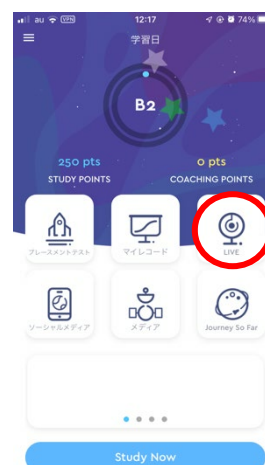 au VPN 12:17 74%
学習日
B2
250 pts 0 pts
STUDY POINTS COACHING POINTS
プレースメントテスト マイレコード LIVE
ソーシャルメディア メディア Journey So Far
Study Now